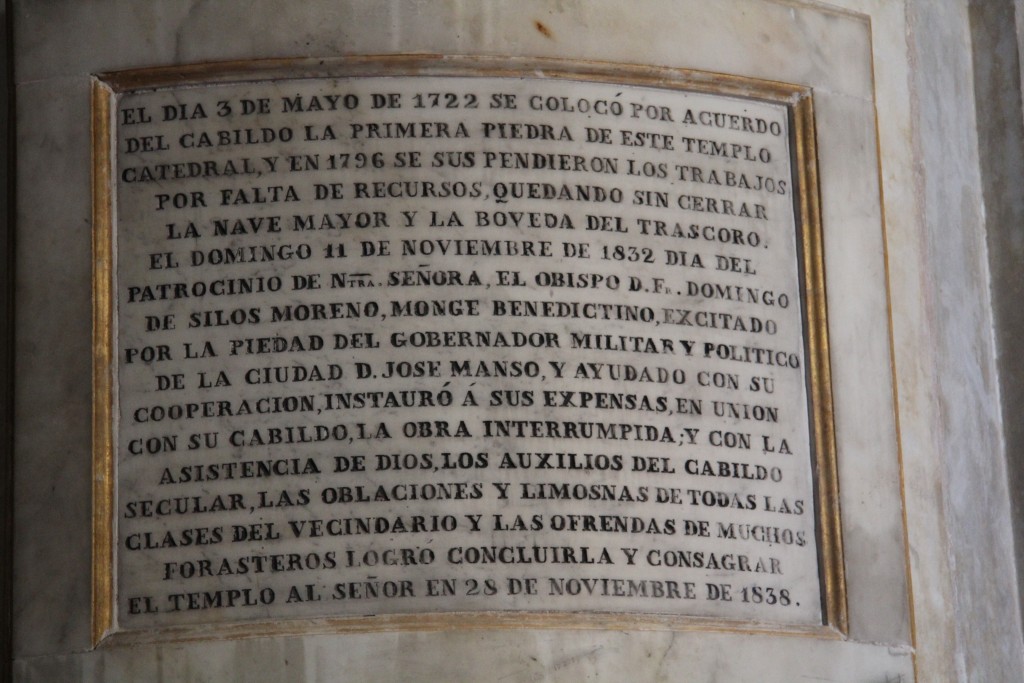 EL DIA 3 DE MAYO DE 1722 SE COLOCÓ POR ACUERDO
DEL CABILDO LA PRIMERA PIEDRA DE ESTE TEMPLO
CATEDRAL, Y EN 1796 SE SUS PENDIERON LOS TRABAJOS
POR FALTA DE RECURSOS, QUEDANDO SIN CERRAR
LA NAVE MAYOR Y LA BOVEDA DEL TRASCORO.
EL DOMINGO 11 DE NOVIEMBRE DE 1832 DIA DEL
PATROCINIO DE NTRA. SEÑORA, EL OBISPO D. FR. DOMINGO
DE SILOS MORENO, MONGE BENEDICTINO, EXCITADO
POR LA PIEDAD DEL GOBERNADOR MILITAR Y POLITICO
DE LA CIUDAD D. JOSE MANSO, Y AYUDADO CON SU
COOPERACION, INSTAURÓ Á SUS EXPENSAS, EN UNION
CON SU CABILDO, LA OBRA INTERRUMPIDA; Y CON LA
ASISTENCIA DE DIOS, LOS AUXILIOS DEL CABILDO
SECULAR, LAS OBLACIONES Y LIMOSNAS DE TODAS LAS
CLASES DEL VECINDARIO Y LAS OFRENDAS DE MUCHOS
FORASTEROS LOGRÓ CONCLUIRLA Y CONSAGRAR
EL TEMPLO AL SEÑOR EN 28 DE NOVIEMBRE DE 1838.